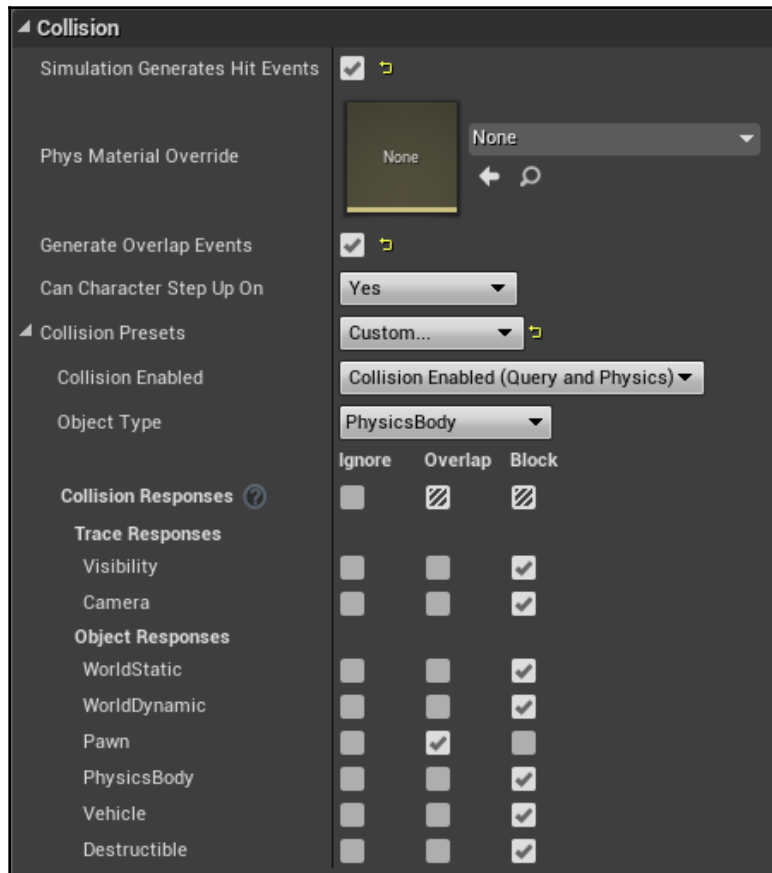 Collision
Simulation Generates Hit Events
Phys Material Override None None
Generate Overlap Events
Can Character Step Up On Yes
Collision Presets Custom...
Collision Enabled Collision Enabled (Query and Physics)
Object Type PhysicsBody
Ignore Overlap Block
Collision Responses ?
Trace Responses
Visibility
Camera
Object Responses
WorldStatic
WorldDynamic
Pawn
PhysicsBody
Vehicle
Destructible